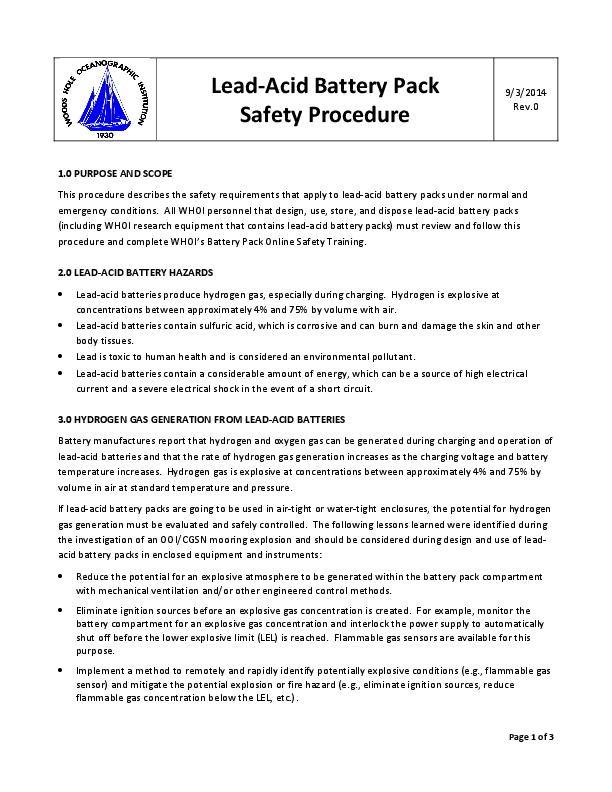 WOODS HOLE OCEANOGRAPHIC INSTITUTION
1930
Lead-Acid Battery Pack
Safety Procedure
9/3/2014
Rev.0
1.0 PURPOSE AND SCOPE
This procedure describes the safety requirements that apply to lead-acid battery packs under normal and
emergency conditions.  All WHOI personnel that design, use, store, and dispose lead-acid battery packs
(including WHOI research equipment that contains lead-acid battery packs) must review and follow this
procedure and complete WHOI's Battery Pack Online Safety Training.
2.0 LEAD-ACID BATTERY HAZARDS
• Lead-acid batteries produce hydrogen gas, especially during charging.  Hydrogen is explosive at
concentrations between approximately 4% and 75% by volume with air.
• Lead-acid batteries contain sulfuric acid, which is corrosive and can burn and damage the skin and other
body tissues.
• Lead is toxic to human health and is considered an environmental pollutant.
• Lead-acid batteries contain a considerable amount of energy, which can be a source of high electrical
current and a severe electrical shock in the event of a short circuit.
3.0 HYDROGEN GAS GENERATION FROM LEAD-ACID BATTERIES
Battery manufactures report that hydrogen and oxygen gas can be generated during charging and operation of
lead-acid batteries and that the rate of hydrogen gas generation increases as the charging voltage and battery
temperature increases.  Hydrogen gas is explosive at concentrations between approximately 4% and 75% by
volume in air at standard temperature and pressure.
If lead-acid battery packs are going to be used in air-tight or water-tight enclosures, the potential for hydrogen
gas generation must be evaluated and safely controlled.  The following lessons learned were identified during
the investigation of an OOI/CGSN mooring explosion and should be considered during design and use of lead-
acid battery packs in enclosed equipment and instruments:
• Reduce the potential for an explosive atmosphere to be generated within the battery pack compartment
with mechanical ventilation and/or other engineered control methods.
• Eliminate ignition sources before an explosive gas concentration is created.  For example, monitor the
battery compartment for an explosive gas concentration and interlock the power supply to automatically
shut off before the lower explosive limit (LEL) is reached.  Flammable gas sensors are available for this
purpose.
• Implement a method to remotely and rapidly identify potentially explosive conditions (e.g., flammable gas
sensor) and mitigate the potential explosion or fire hazard (e.g., eliminate ignition sources, reduce
flammable gas concentration below the LEL, etc.).
Page 1 of 3